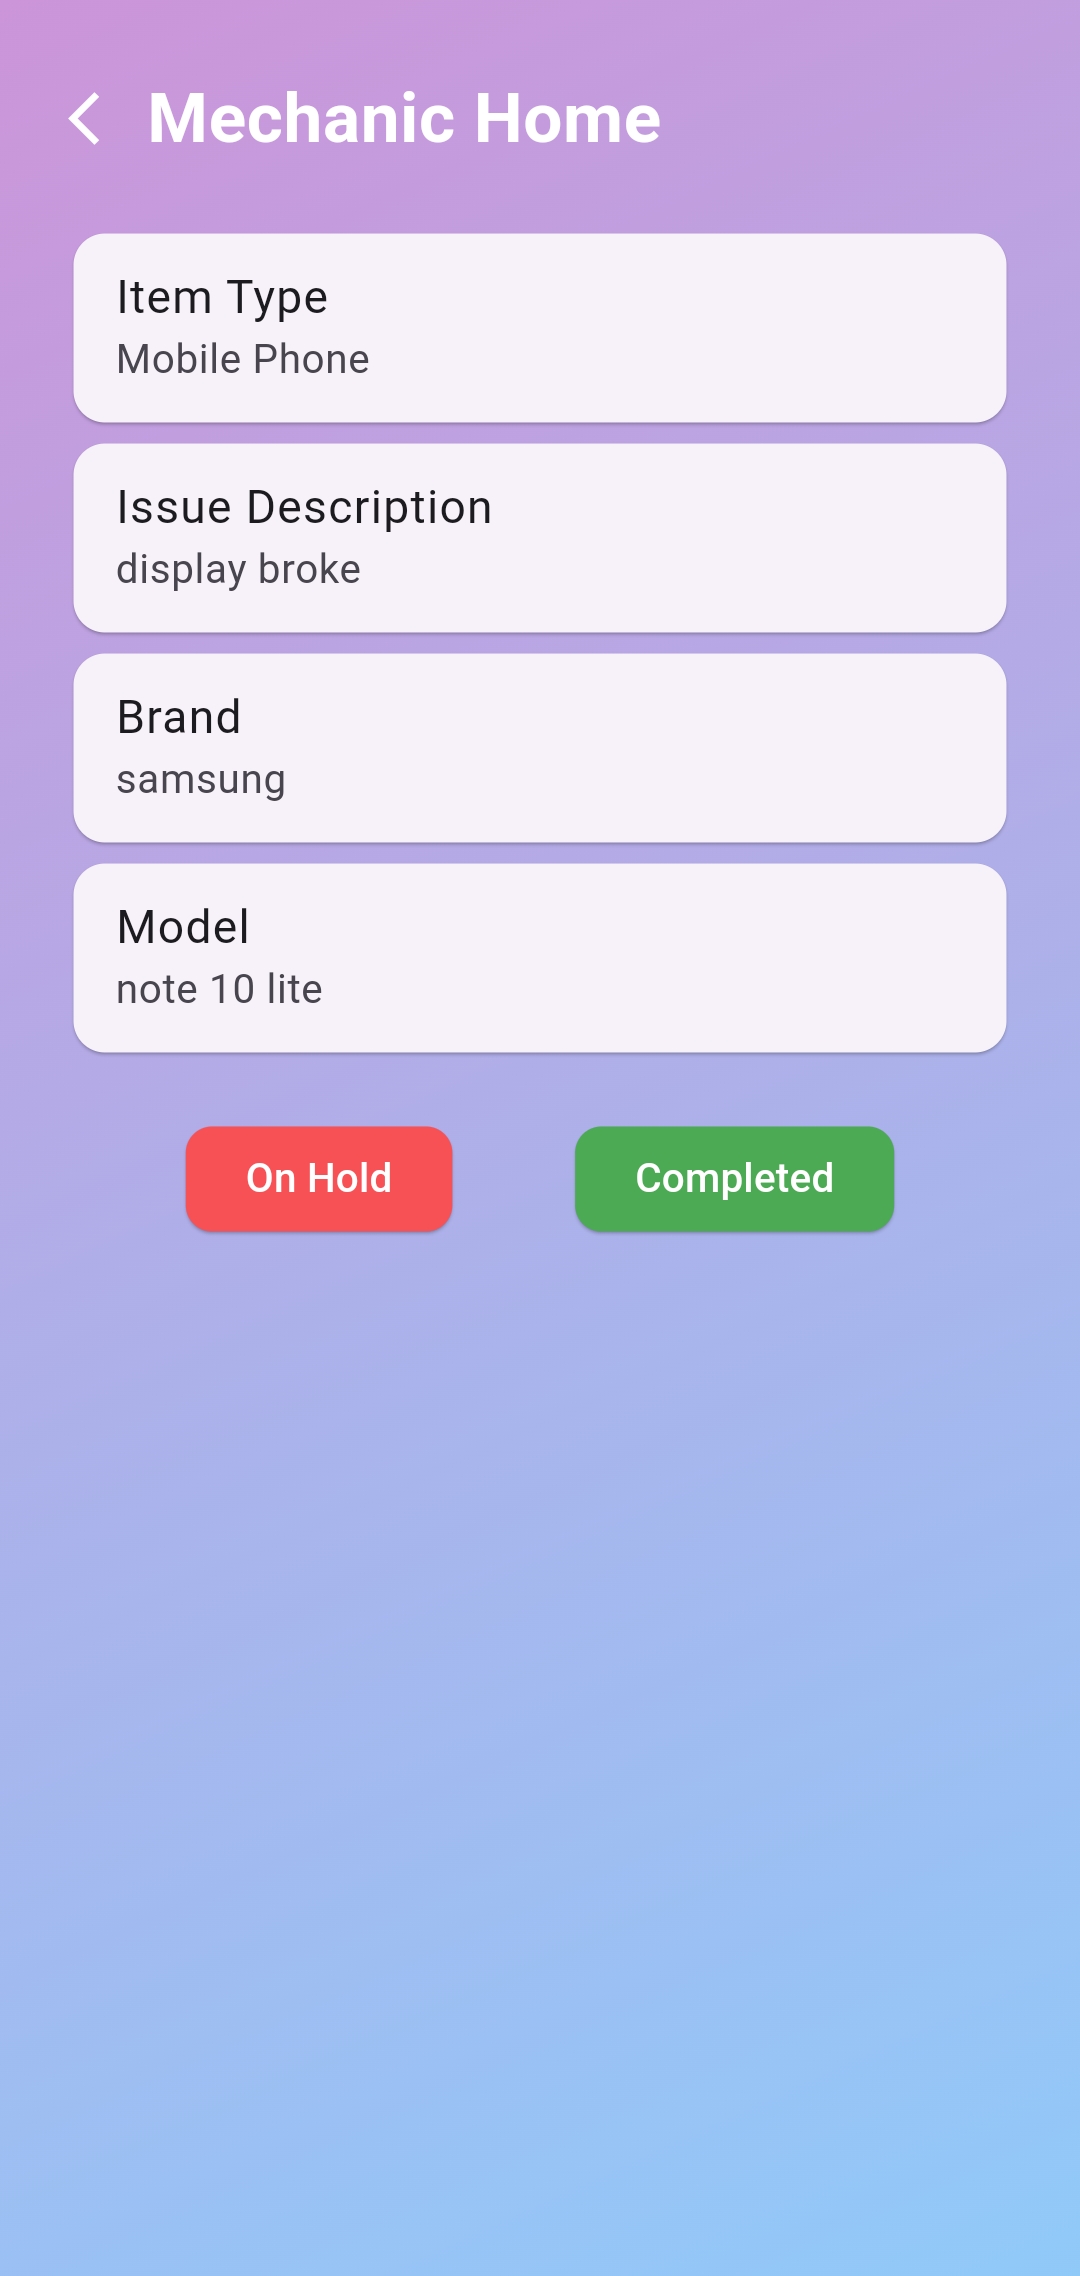 Mechanic Home
Item Type
Mobile Phone
Issue Description
display broke
Brand
samsung
Model
note 10 lite
On Hold
Completed